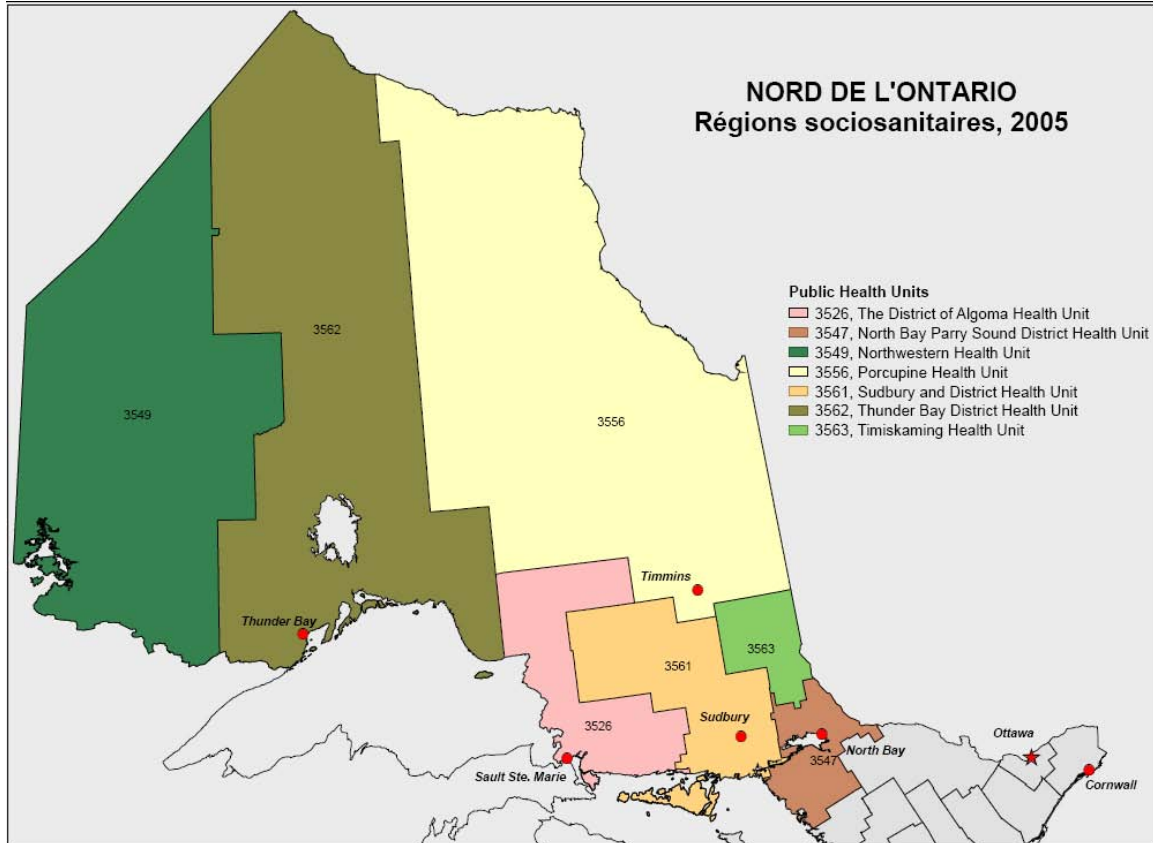 NORD DE L'ONTARIO
Régions sociosanitaires, 2005
Public Health Units
3526, The District of Algoma Health Unit
3547, North Bay Parry Sound District Health Unit
3549, Northwestern Health Unit
3556, Porcupine Health Unit
3561, Sudbury and District Health Unit
3562, Thunder Bay District Health Unit
3563, Timiskaming Health Unit
3562
3549
3556
Timmins
Thunder Bay
3563
3561
3526
Sudbury
Ottawa
North Bay
3547
Sault Ste. Marie
Cornwall